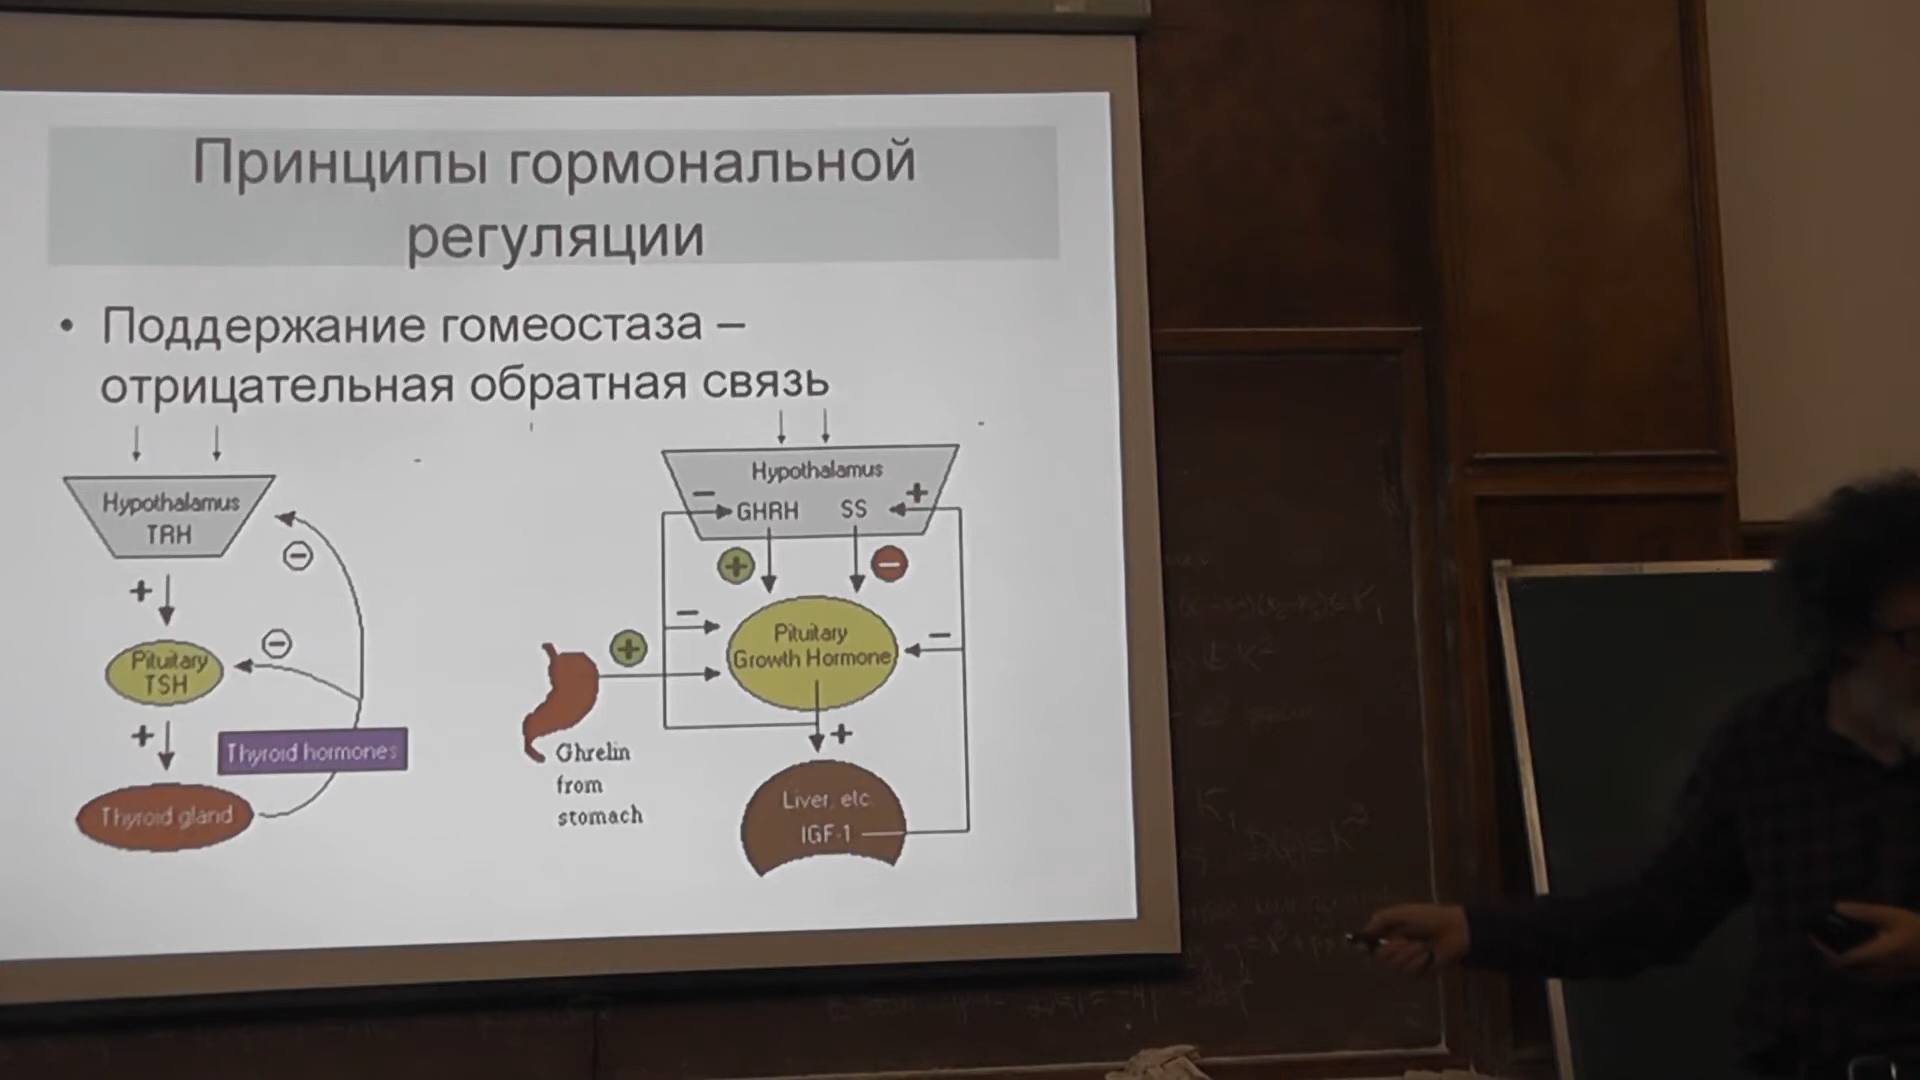 Принципы гормональной
регуляции
• Поддержание гомеостаза –
отрицательная обратная связь
Hypothalamus
TRH
+
Pituitary
TSH
+
Thyroid hormones
Thyroid gland
Hypothalamus
GHRH SS
Pituitary
Growth Hormone
+
Ghrelin
from
stomach
Liver, etc.
IGF-1